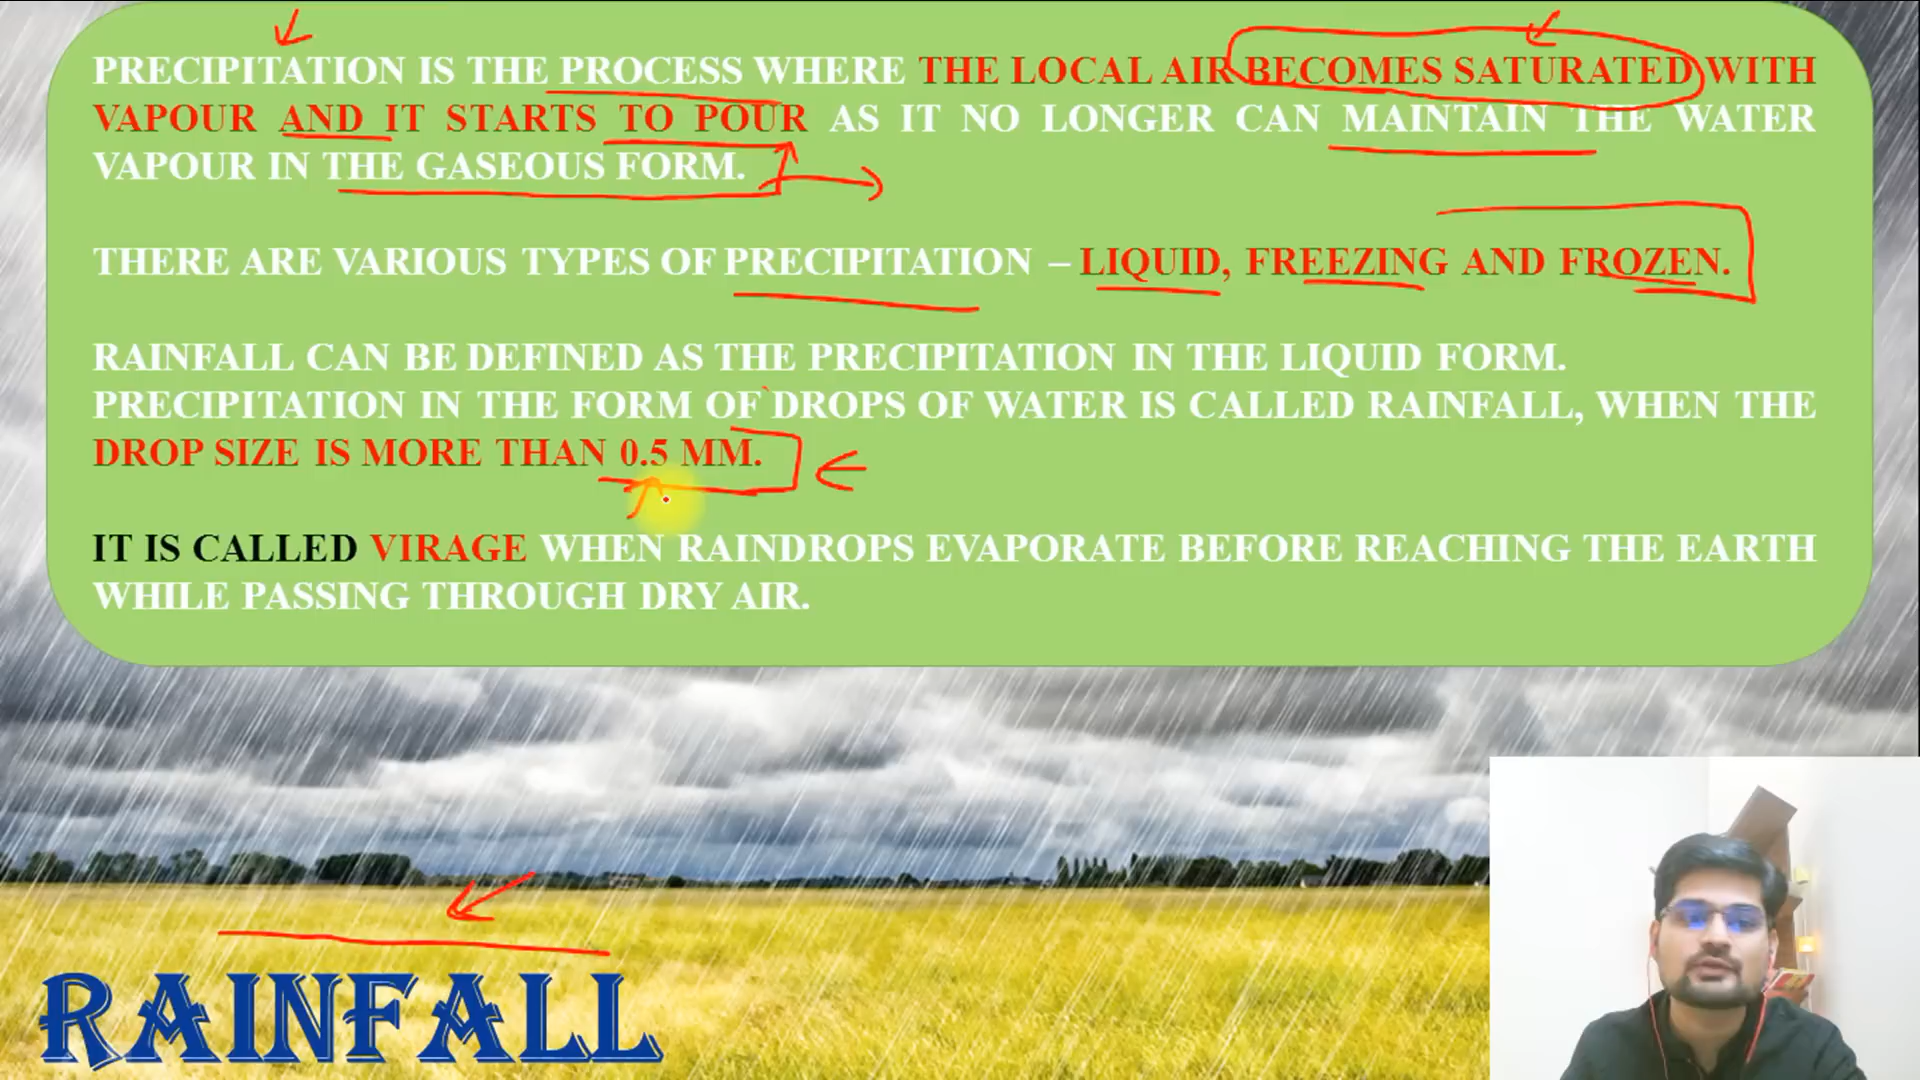 PRECIPITATION IS THE PROCESS WHERE THE LOCAL AIR BECOMES SATURATED WITH
VAPOUR AND IT STARTS TO POUR AS IT NO LONGER CAN MAINTAIN THE WATER
VAPOUR IN THE GASEOUS FORM.
THERE ARE VARIOUS TYPES OF PRECIPITATION – LIQUID, FREEZING AND FROZEN.
RAINFALL CAN BE DEFINED AS THE PRECIPITATION IN THE LIQUID FORM.
PRECIPITATION IN THE FORM OF DROPS OF WATER IS CALLED RAINFALL, WHEN THE
DROP SIZE IS MORE THAN 0.5 MM.
IT IS CALLED VIRAGE WHEN RAINDROPS EVAPORATE BEFORE REACHING THE EARTH
WHILE PASSING THROUGH DRY AIR.
RAINFALL